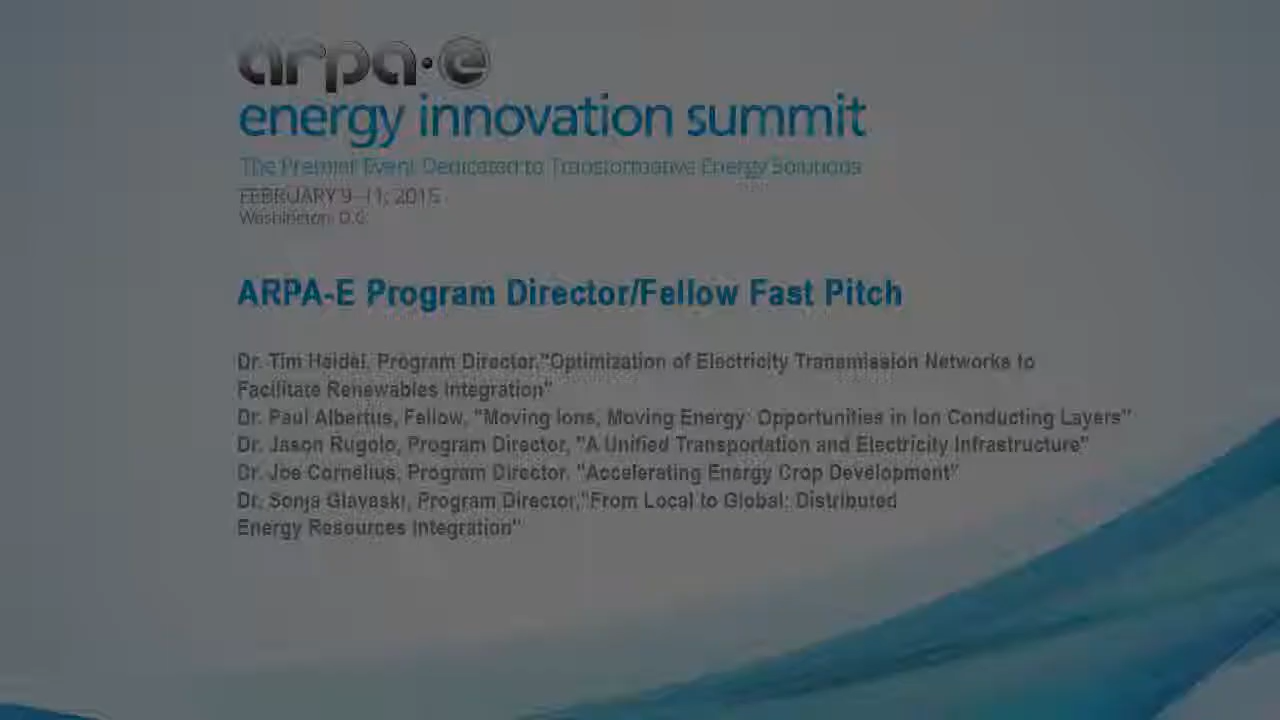 arpa·e
energy innovation summit
The Premier Event Dedicated to Transformative Energy Solutions
FEBRUARY 9–11, 2015
Washington, D.C.
ARPA-E Program Director/Fellow Fast Pitch
Dr. Tim Heidel, Program Director,"Optimization of Electricity Transmission Networks to
Facilitate Renewables Integration"
Dr. Paul Albertus, Fellow, "Moving Ions, Moving Energy: Opportunities in Ion Conducting Layers"
Dr. Jason Rugolo, Program Director, "A Unified Transportation and Electricity Infrastructure"
Dr. Joe Cornelius, Program Director, "Accelerating Energy Crop Development"
Dr. Sonja Glavaski, Program Director,"From Local to Global: Distributed
Energy Resources Integration"